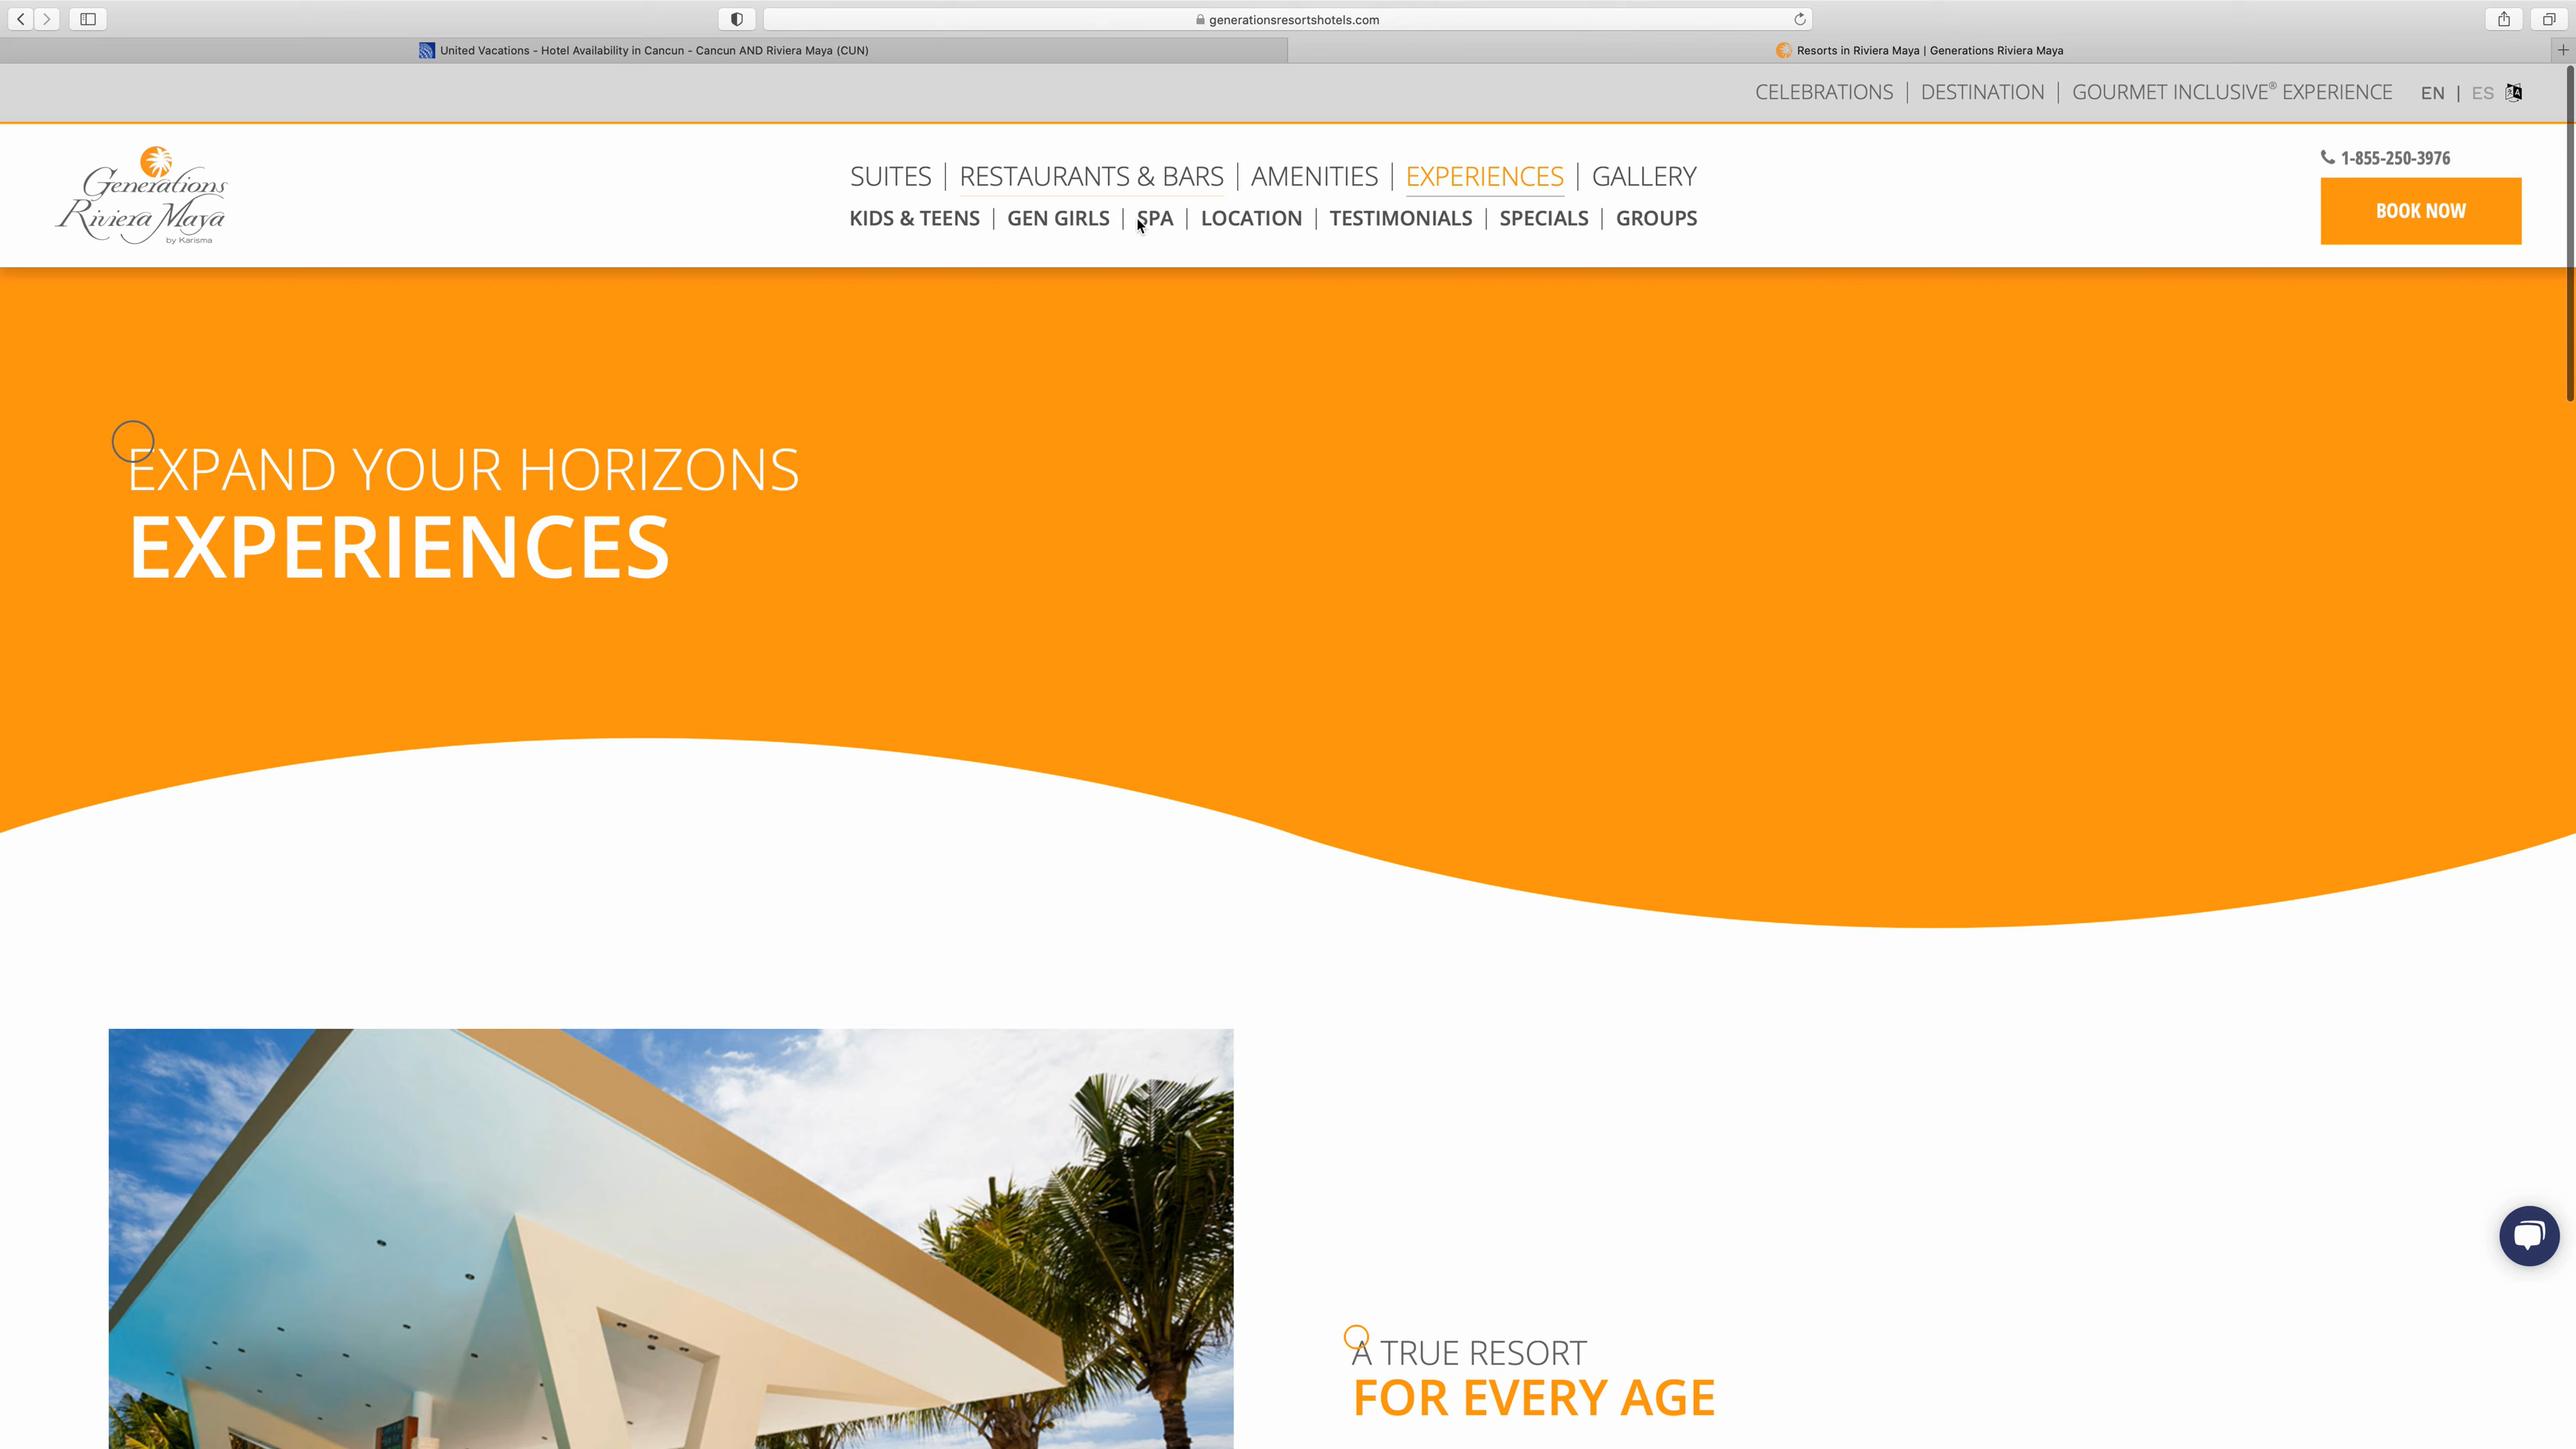 generationsresortshotels.com
United Vacations - Hotel Availability in Cancun - Cancun AND Riviera Maya (CUN)
Resorts in Riviera Maya | Generations Riviera Maya
CELEBRATIONS | DESTINATION | GOURMET INCLUSIVE® EXPERIENCE EN | ES
Generations
Riviera Maya
by Karisma
SUITES | RESTAURANTS & BARS | AMENITIES | EXPERIENCES | GALLERY
KIDS & TEENS | GEN GIRLS | SPA | LOCATION | TESTIMONIALS | SPECIALS | GROUPS
1-855-250-3976
BOOK NOW
EXPAND YOUR HORIZONS
EXPERIENCES
A TRUE RESORT
FOR EVERY AGE